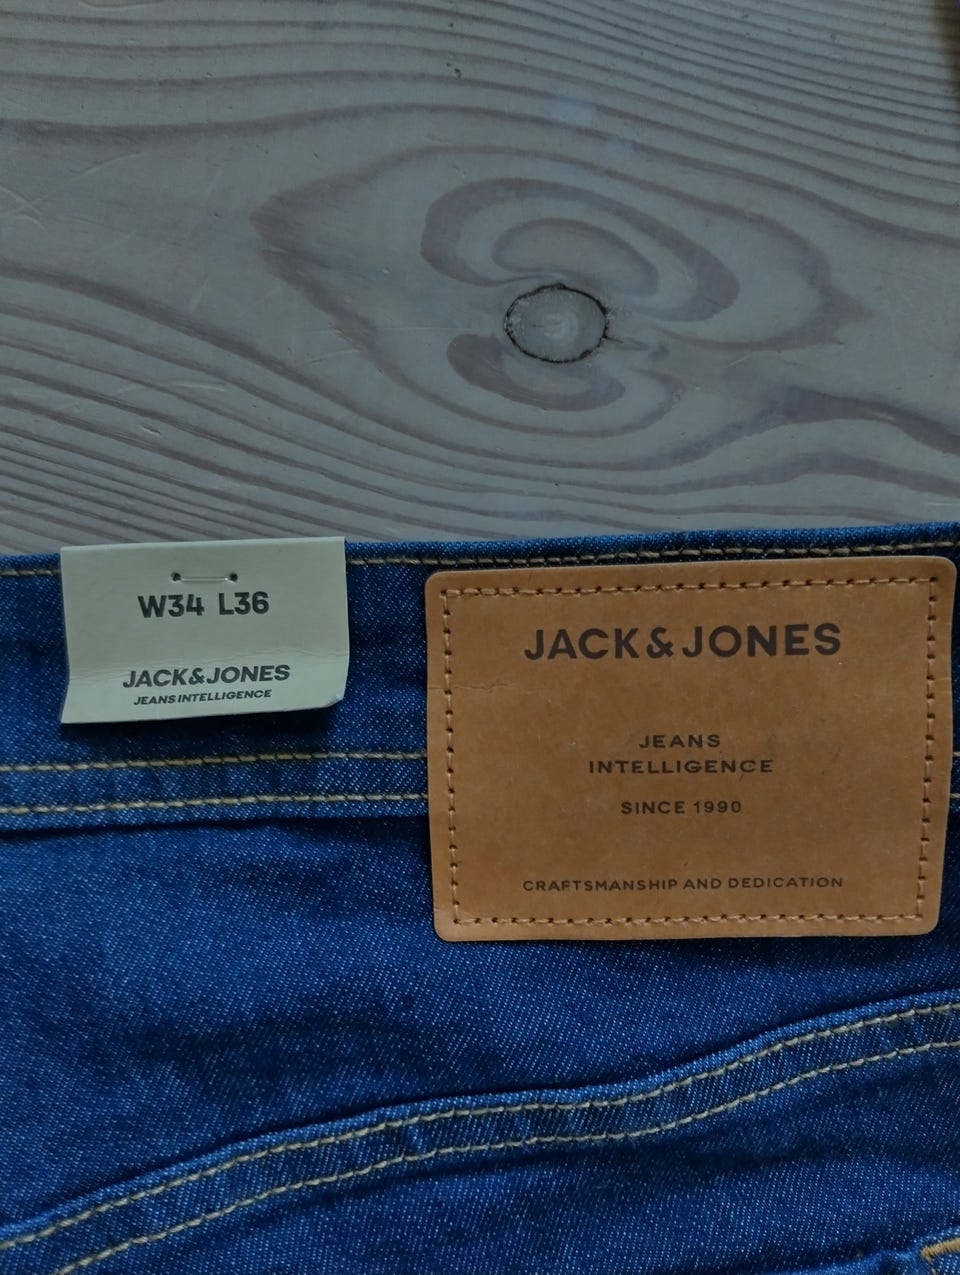 W34 L36
JACK&JONES
JEANS INTELLIGENCE
JACK&JONES
JEANS
INTELLIGENCE
SINCE 1990
CRAFTSMANSHIP AND DEDICATION